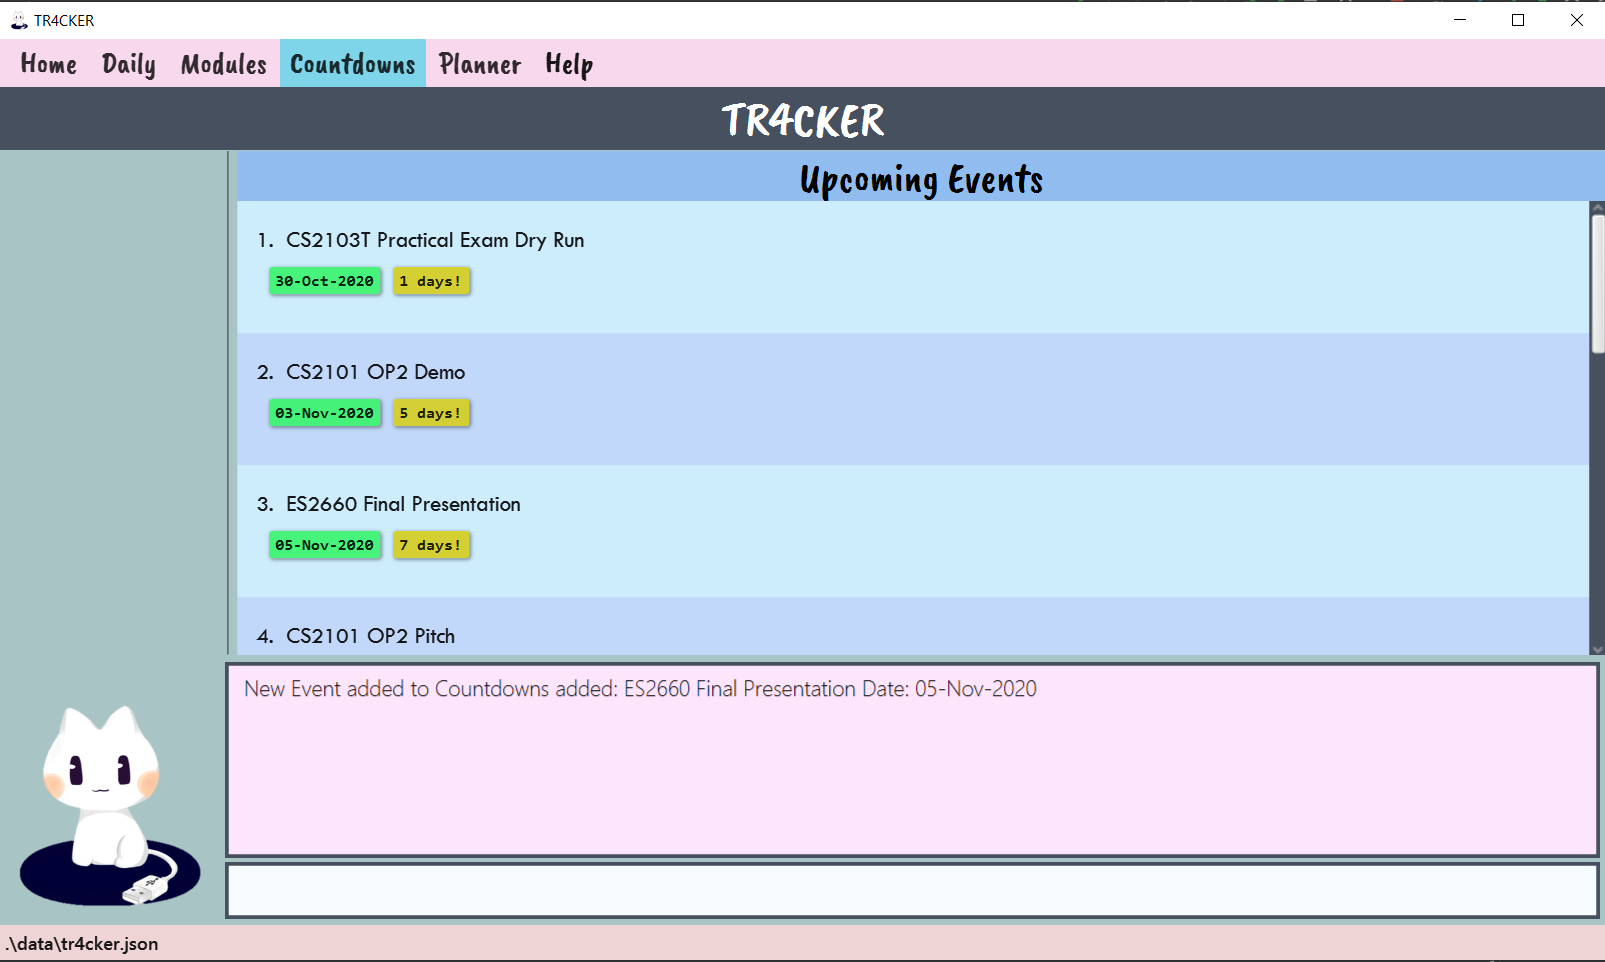 TR4CKER
Home Daily Modules Countdowns Planner Help
TR4CKER
Upcoming Events
1. CS2103T Practical Exam Dry Run
30-Oct-2020 1 days!
2. CS2101 OP2 Demo
03-Nov-2020 5 days!
3. ES2660 Final Presentation
05-Nov-2020 7 days!
4. CS2101 OP2 Pitch
New Event added to Countdowns added: ES2660 Final Presentation Date: 05-Nov-2020
.\data\tr4cker.json